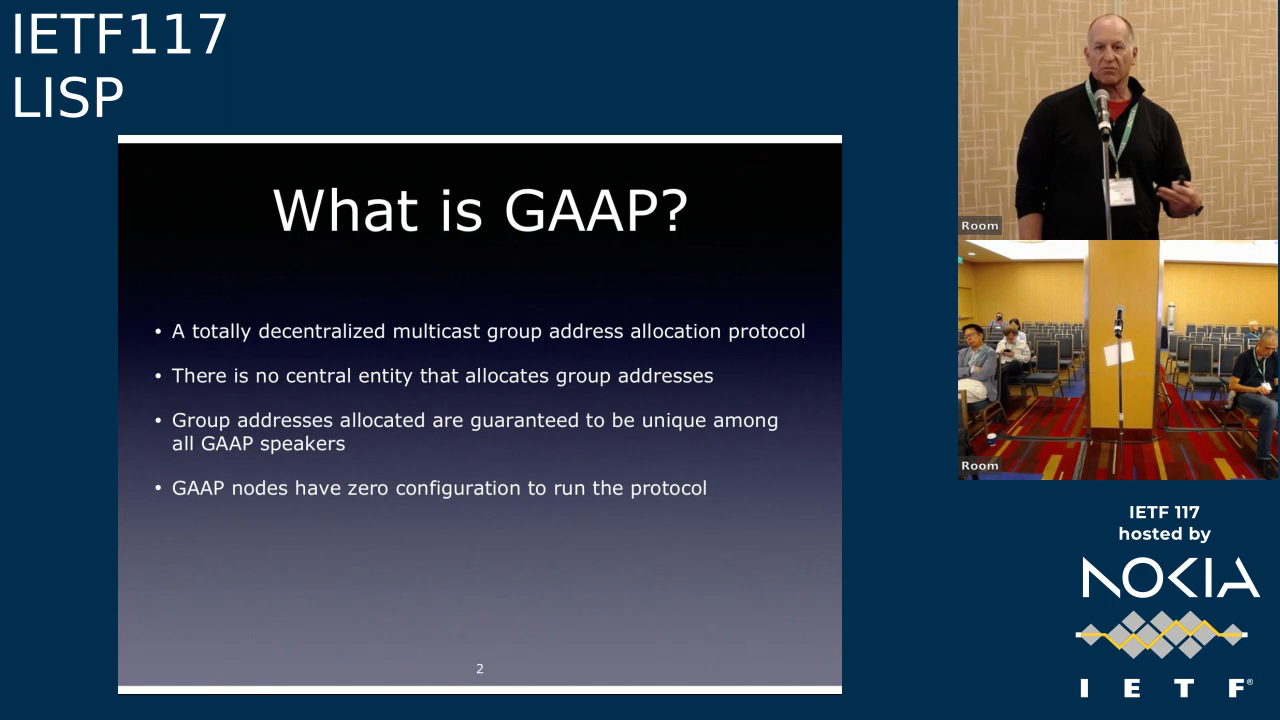 IETF117
LISP
What is GAAP?
• A totally decentralized multicast group address allocation protocol
• There is no central entity that allocates group addresses
• Group addresses allocated are guaranteed to be unique among
all GAAP speakers
• GAAP nodes have zero configuration to run the protocol
2
Room
Room
IETF 117
hosted by
NOKIA
I E T F®